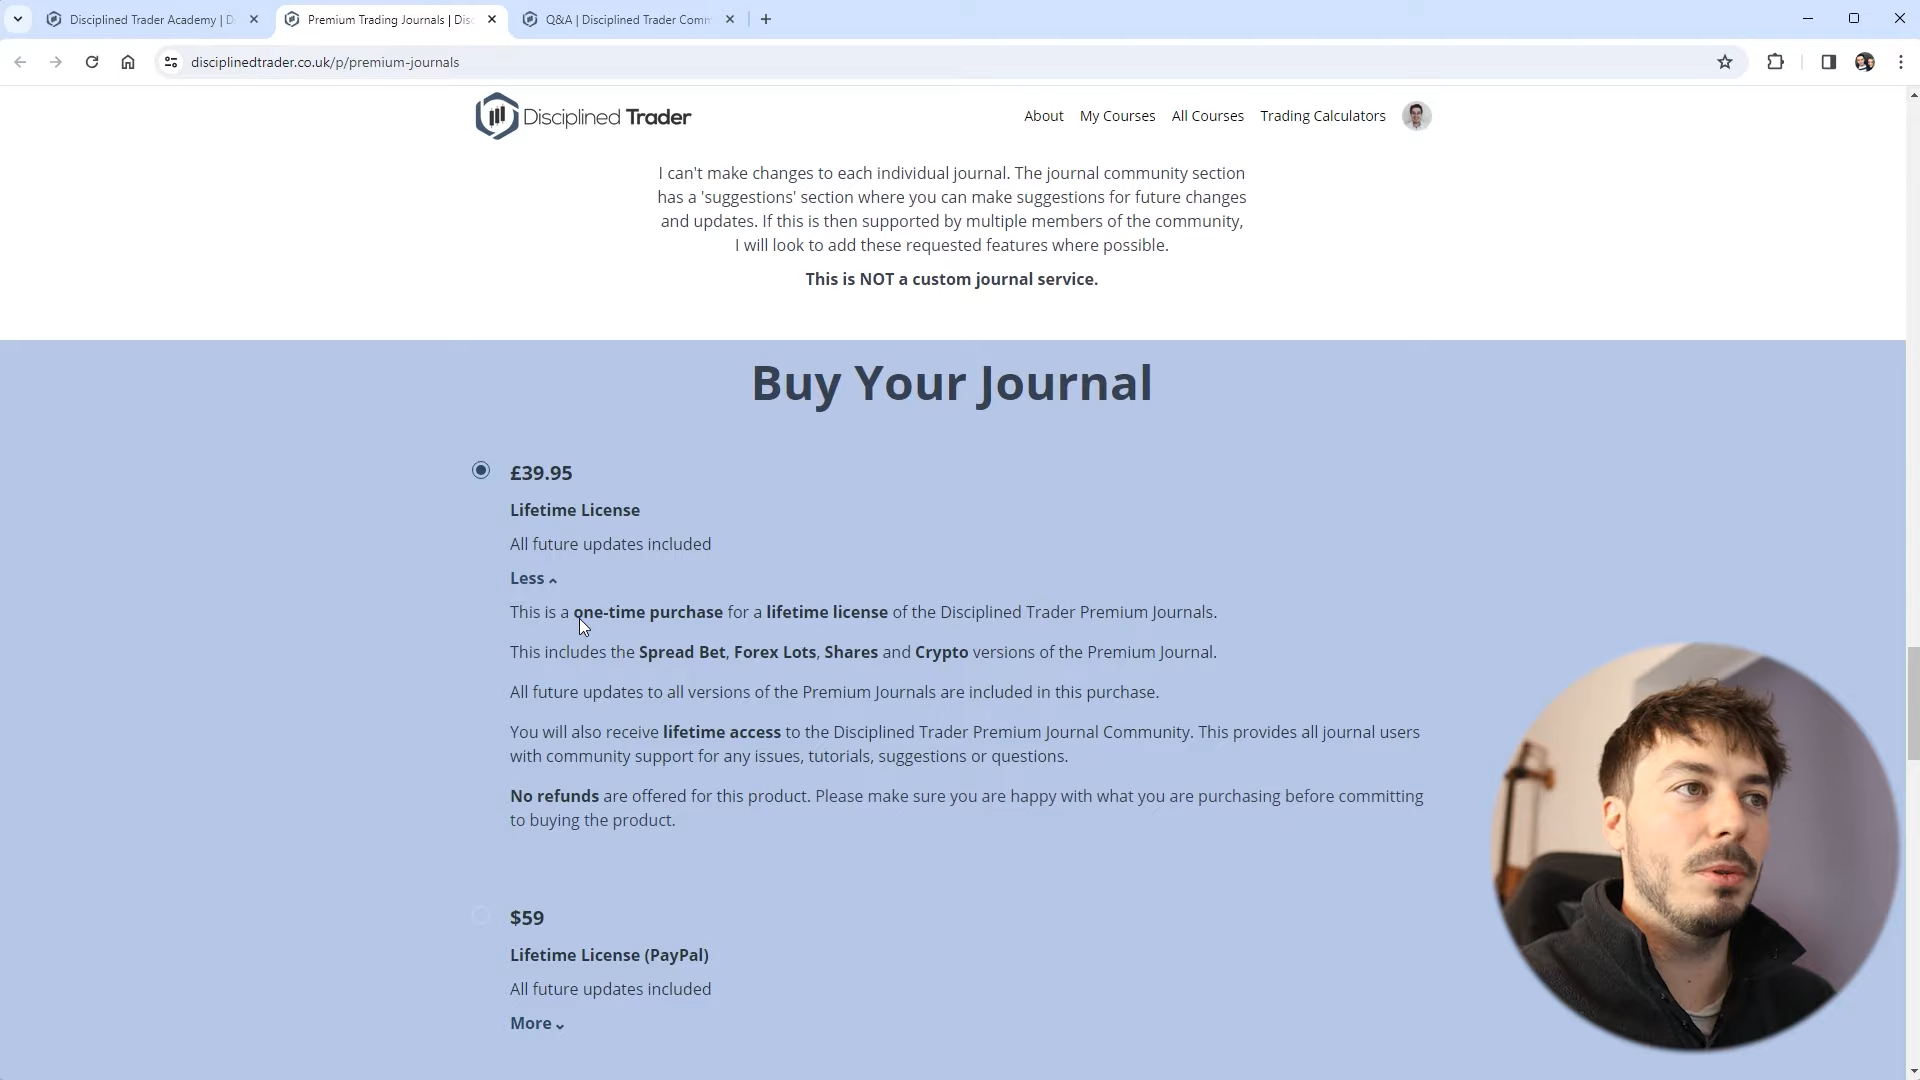 Disciplined Trader Academy | D
Premium Trading Journals | Disc
Q&A | Disciplined Trader Comm
disciplinedtrader.co.uk/p/premium-journals
Disciplined Trader
About
My Courses
All Courses
Trading Calculators
I can't make changes to each individual journal. The journal community section
has a 'suggestions' section where you can make suggestions for future changes
and updates. If this is then supported by multiple members of the community,
I will look to add these requested features where possible.
This is NOT a custom journal service.
Buy Your Journal
£39.95
Lifetime License
All future updates included
Less
This is a one-time purchase for a lifetime license of the Disciplined Trader Premium Journals.
This includes the Spread Bet, Forex Lots, Shares and Crypto versions of the Premium Journal.
All future updates to all versions of the Premium Journals are included in this purchase.
You will also receive lifetime access to the Disciplined Trader Premium Journal Community. This provides all journal users
with community support for any issues, tutorials, suggestions or questions.
No refunds are offered for this product. Please make sure you are happy with what you are purchasing before committing
to buying the product.
$59
Lifetime License (PayPal)
All future updates included
More